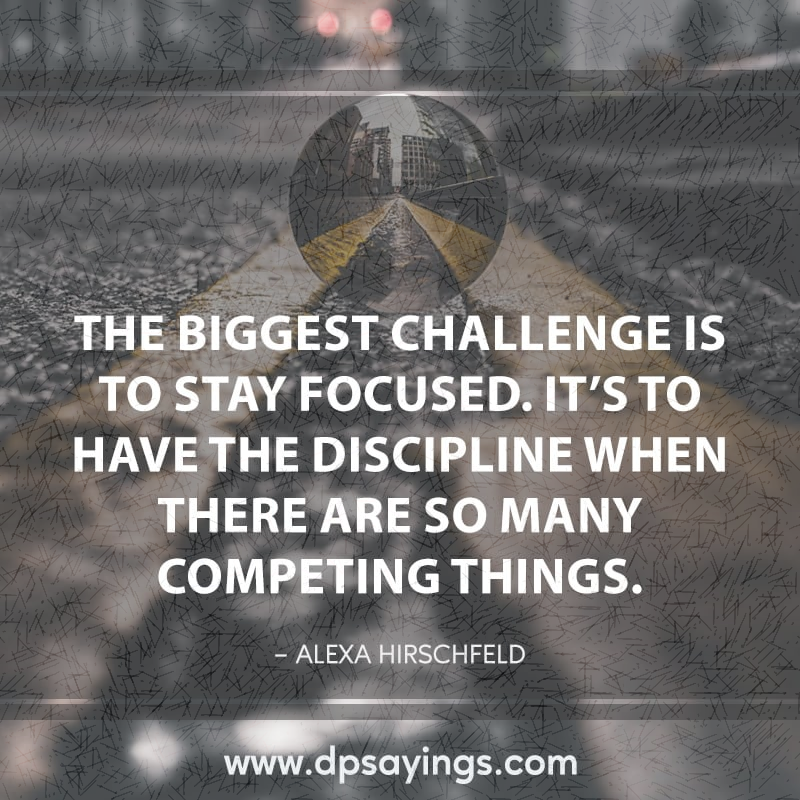 THE BIGGEST CHALLENGE IS
TO STAY FOCUSED. IT’S TO
HAVE THE DISCIPLINE WHEN
THERE ARE SO MANY
COMPETING THINGS.
– ALEXA HIRSCHFELD
www.dpsayings.com